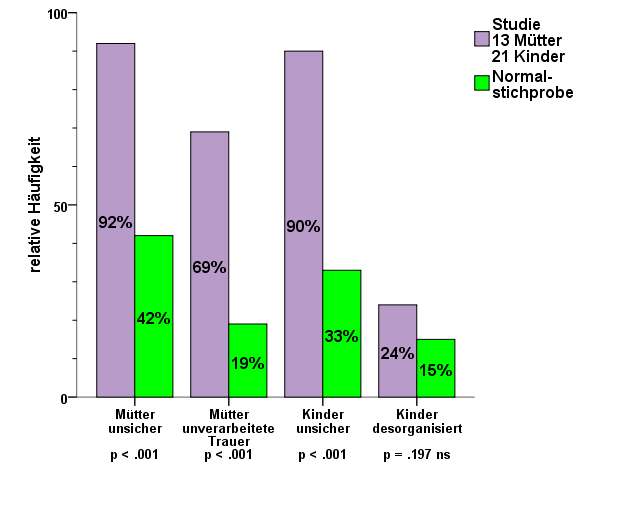 100
50
0
relative Häufigkeit
Studie
13 Mütter
21 Kinder
Normal-
stichprobe
92%
42%
69%
19%
90%
33%
24%
15%
Mütter
unsicher
p < .001
Mütter
unverarbeitete
Trauer
p < .001
Kinder
unsicher
p < .001
Kinder
desorganisiert
p = .197 ns